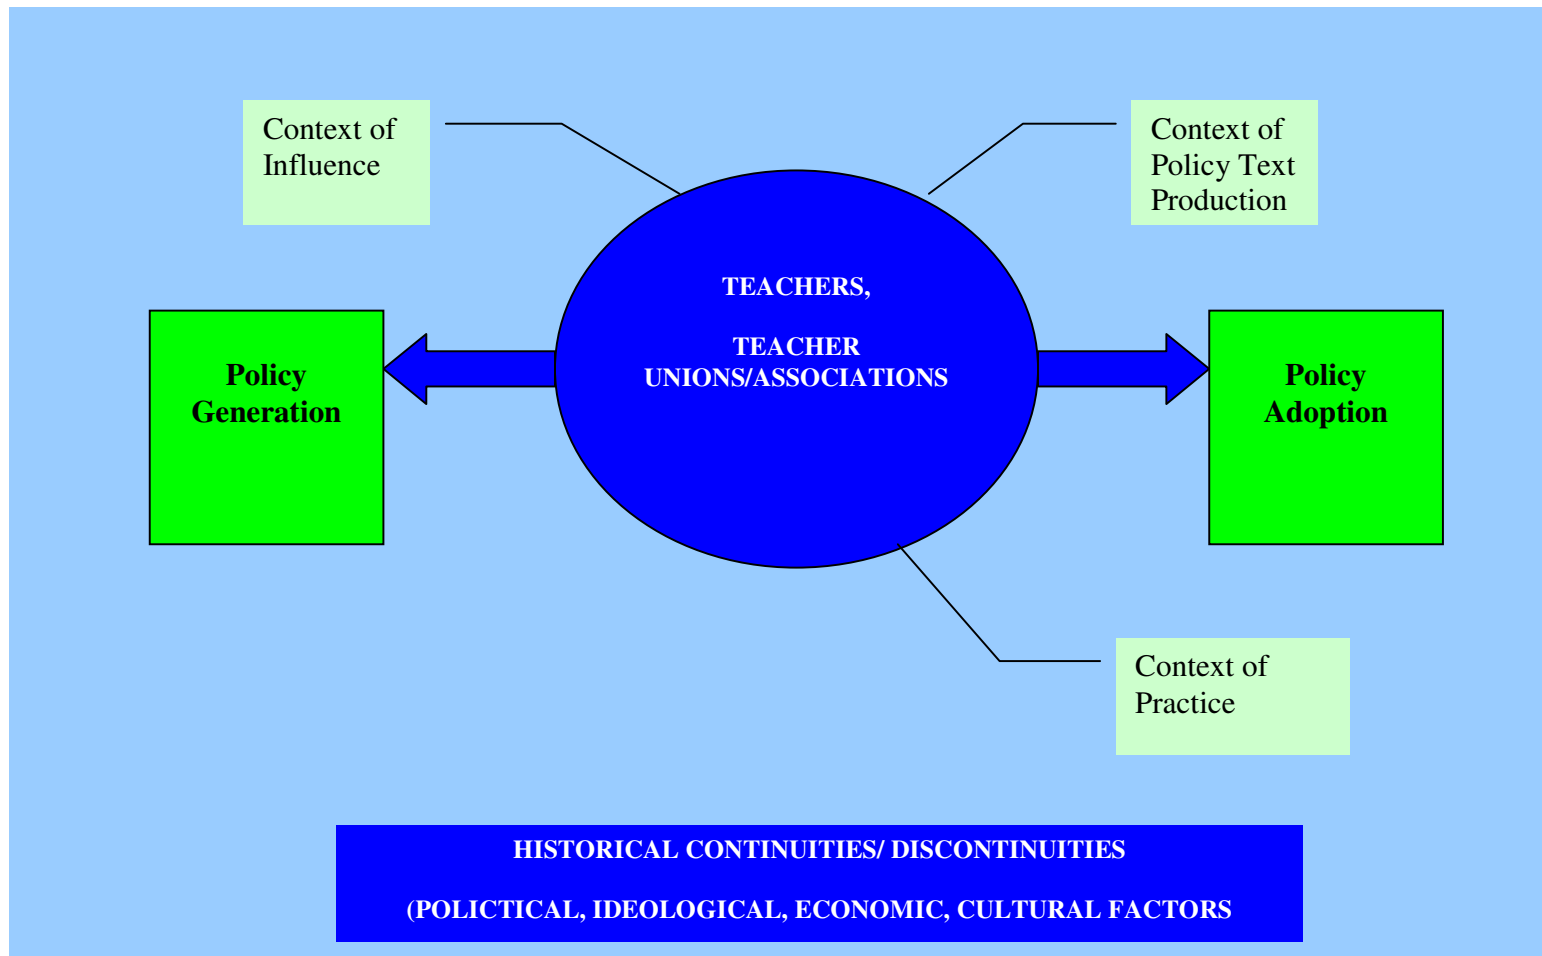 Context of
Influence
Context of
Policy Text
Production
TEACHERS,
TEACHER
UNIONS/ASSOCIATIONS
Policy
Generation
Policy
Adoption
Context of
Practice
HISTORICAL CONTINUITIES/ DISCONTINUITIES
(POLICTICAL, IDEOLOGICAL, ECONOMIC, CULTURAL FACTORS